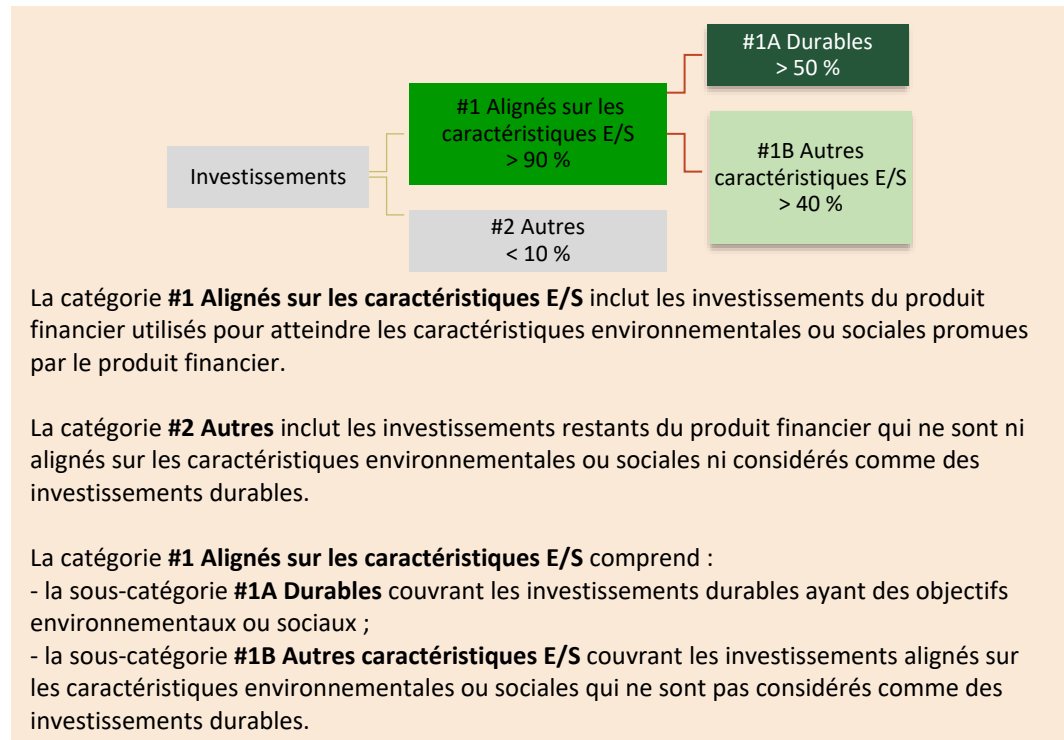 #1A Durables
> 50 %
#1 Alignés sur les
caractéristiques E/S
> 90 %
Investissements
#1B Autres
caractéristiques E/S
> 40 %
#2 Autres
< 10 %
La catégorie #1 Alignés sur les caractéristiques E/S inclut les investissements du produit
financier utilisés pour atteindre les caractéristiques environnementales ou sociales promues
par le produit financier.
La catégorie #2 Autres inclut les investissements restants du produit financier qui ne sont ni
alignés sur les caractéristiques environnementales ou sociales ni considérés comme des
investissements durables.
La catégorie #1 Alignés sur les caractéristiques E/S comprend :
- la sous-catégorie #1A Durables couvrant les investissements durables ayant des objectifs
environnementaux ou sociaux ;
- la sous-catégorie #1B Autres caractéristiques E/S couvrant les investissements alignés sur
les caractéristiques environnementales ou sociales qui ne sont pas considérés comme des
investissements durables.